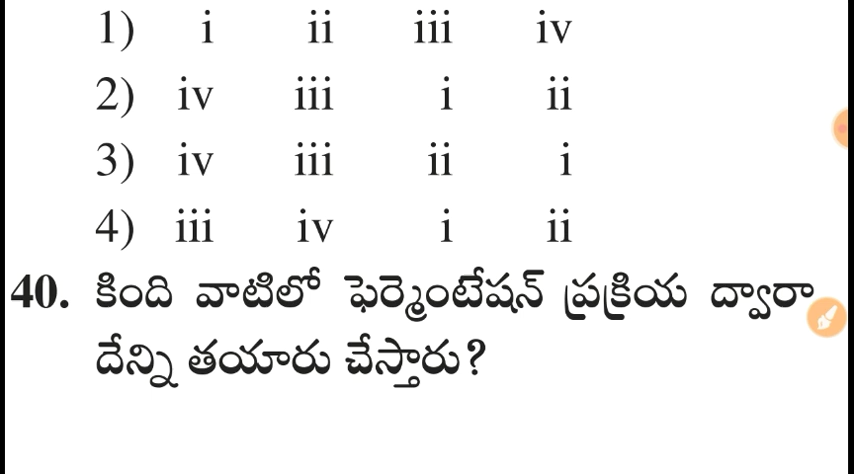 1) i ii iii iv
2) iv iii i ii
3) iv iii ii i
4) iii iv i ii
40. కింది వాటిలో ఫెర్మెంటేషన్ ప్రక్రియ ద్వారా
దేన్ని తయారు చేస్తారు?